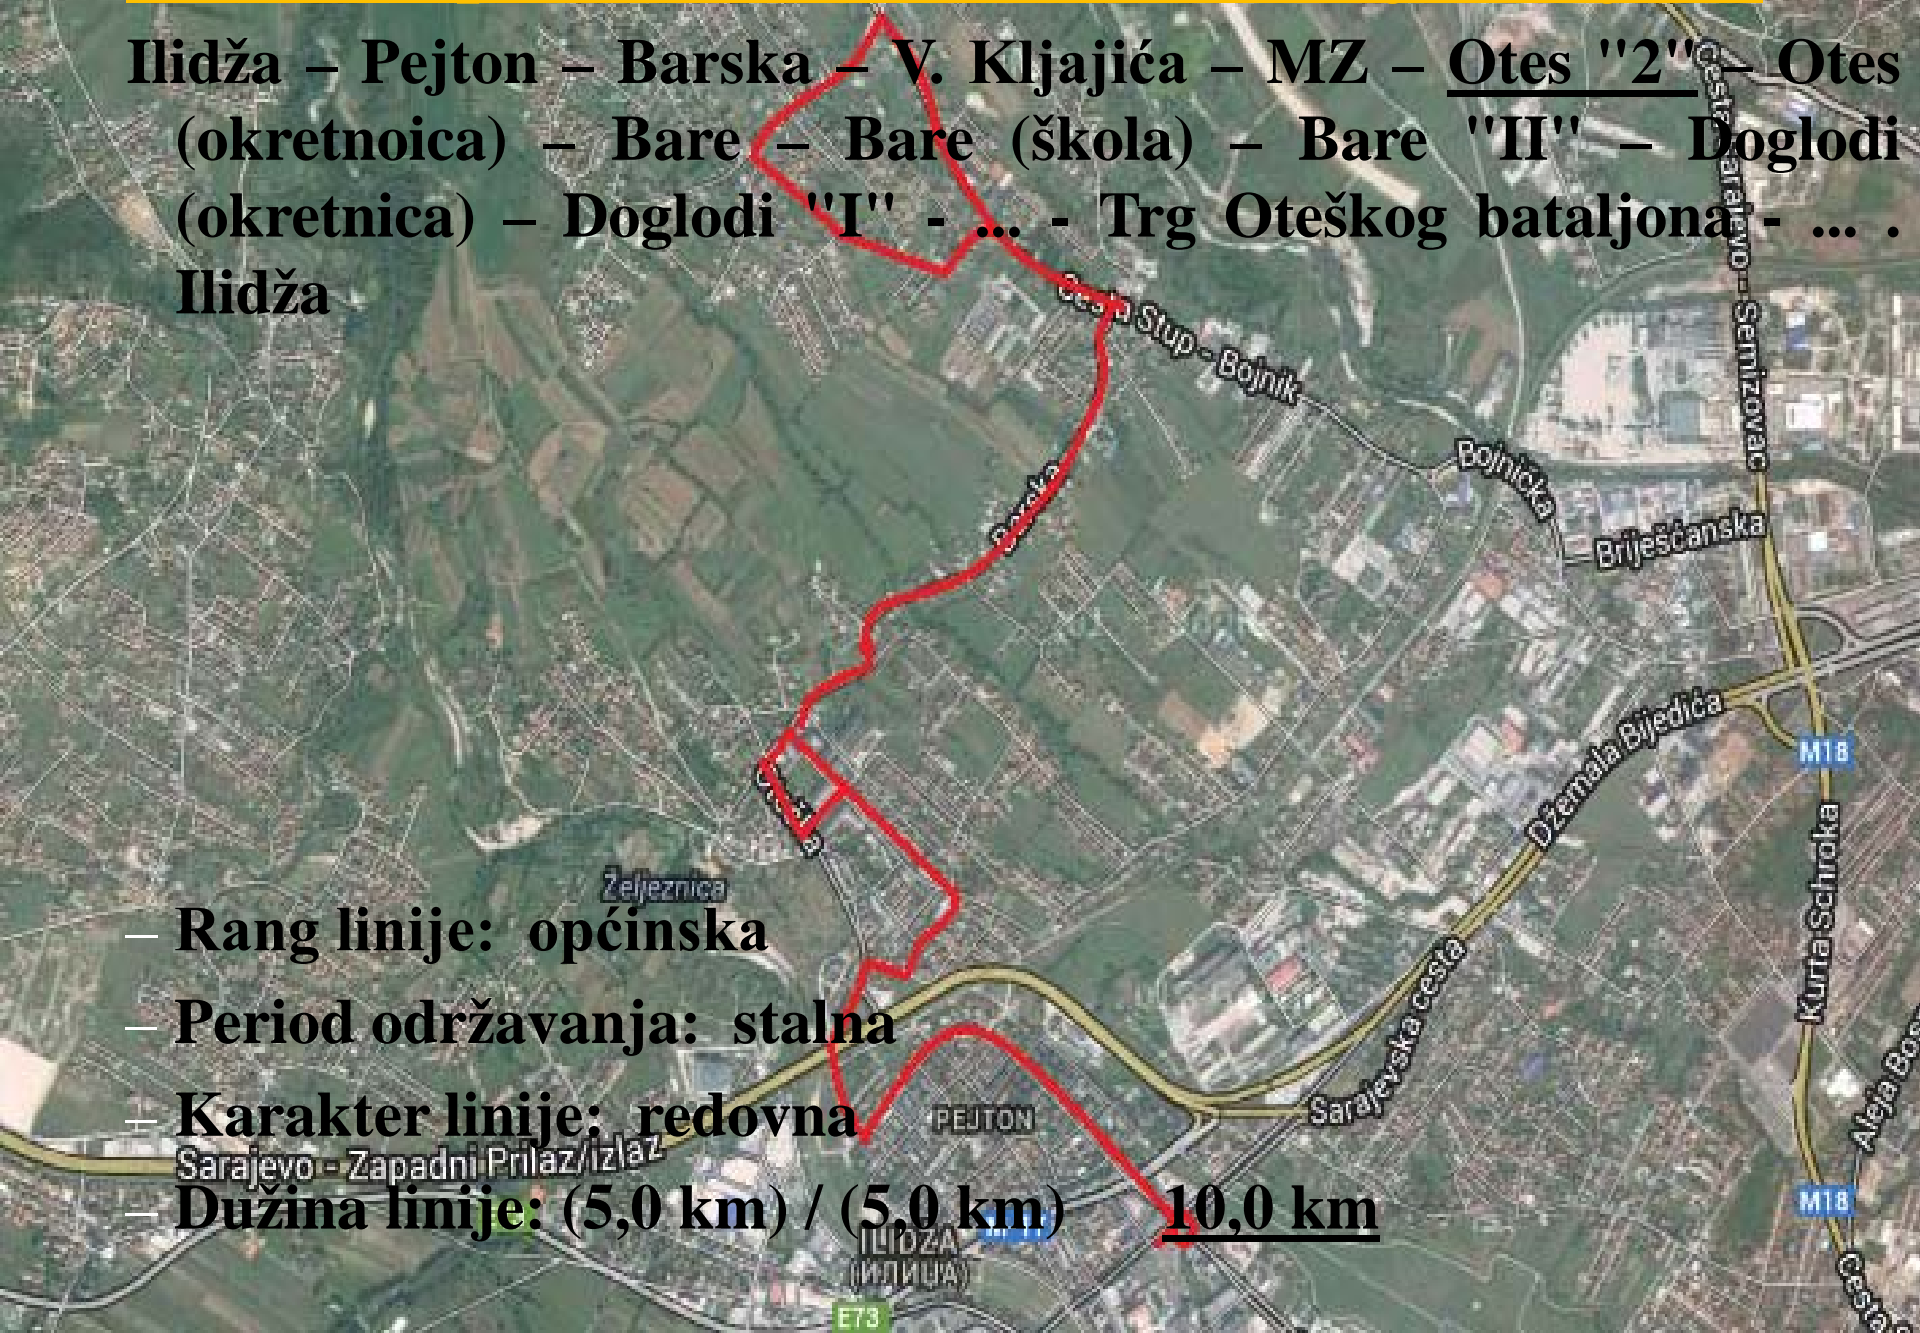 Ilidža – Pejton – Barska – V. Kljajića – MZ – Otes "2" – Otes
(okretnoica) – Bare – Bare (škola) – Bare "II" – Doglodi
(okretnica) – Doglodi "I" - ... - Trg Oteškog bataljona - ... .
Ilidža
Cesta Stup - Bojnik
Bojnička
Briješćanska
Semizovac
Džemala Bijedića
M18
Kurta Schroka
Željeznica
– Rang linije: općinska
– Period održavanja: stalna
Sarajevska cesta
– Karakter linije: redovna
PEJTON
Sarajevo - Zapadni Prilaz/izlaz
– Dužina linije: (5,0 km) / (5,0 km) 10,0 km
M18
ILIDŽA
(ИЛИЏА)
E73
Aleja
Cesta